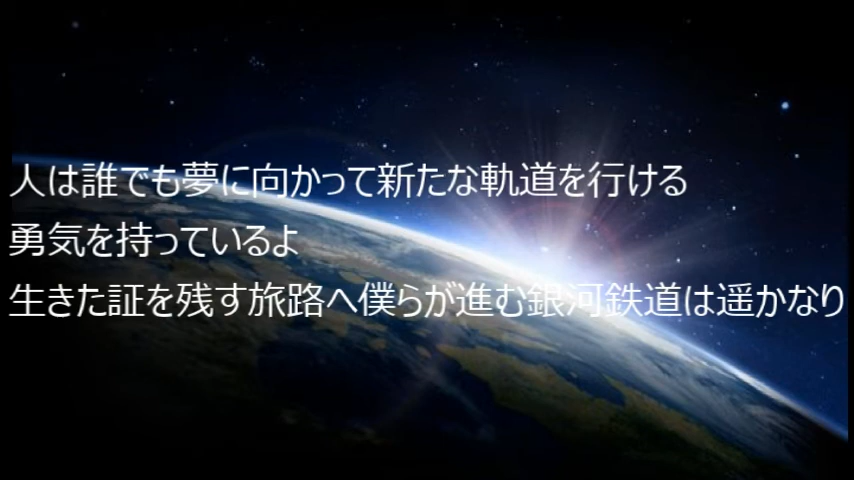 人は誰でも夢に向かって新たな軌道を行ける
勇気を持っているよ
生きた証を残す旅路へ僕らが進む銀河鉄道は遥かなり